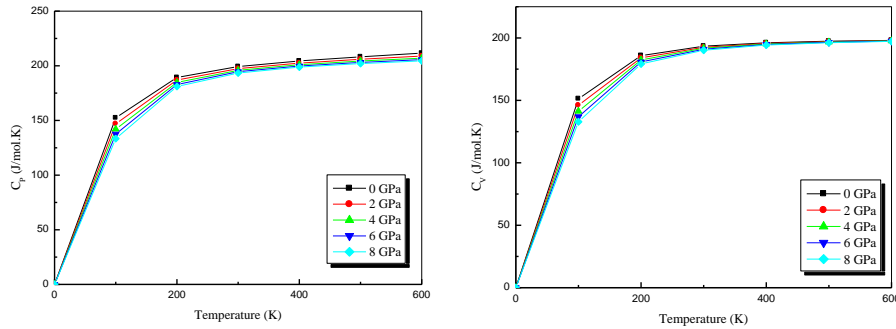 250
200
150
100
50
0
C_P (J/mol.K)
0 GPa
2 GPa
4 GPa
6 GPa
8 GPa
0 200 400 600
Temperature (K)
200
150
100
50
0
C_V (J/mol.K)
0 GPa
2 GPa
4 GPa
6 GPa
8 GPa
0 200 400 600
Temperature (K)